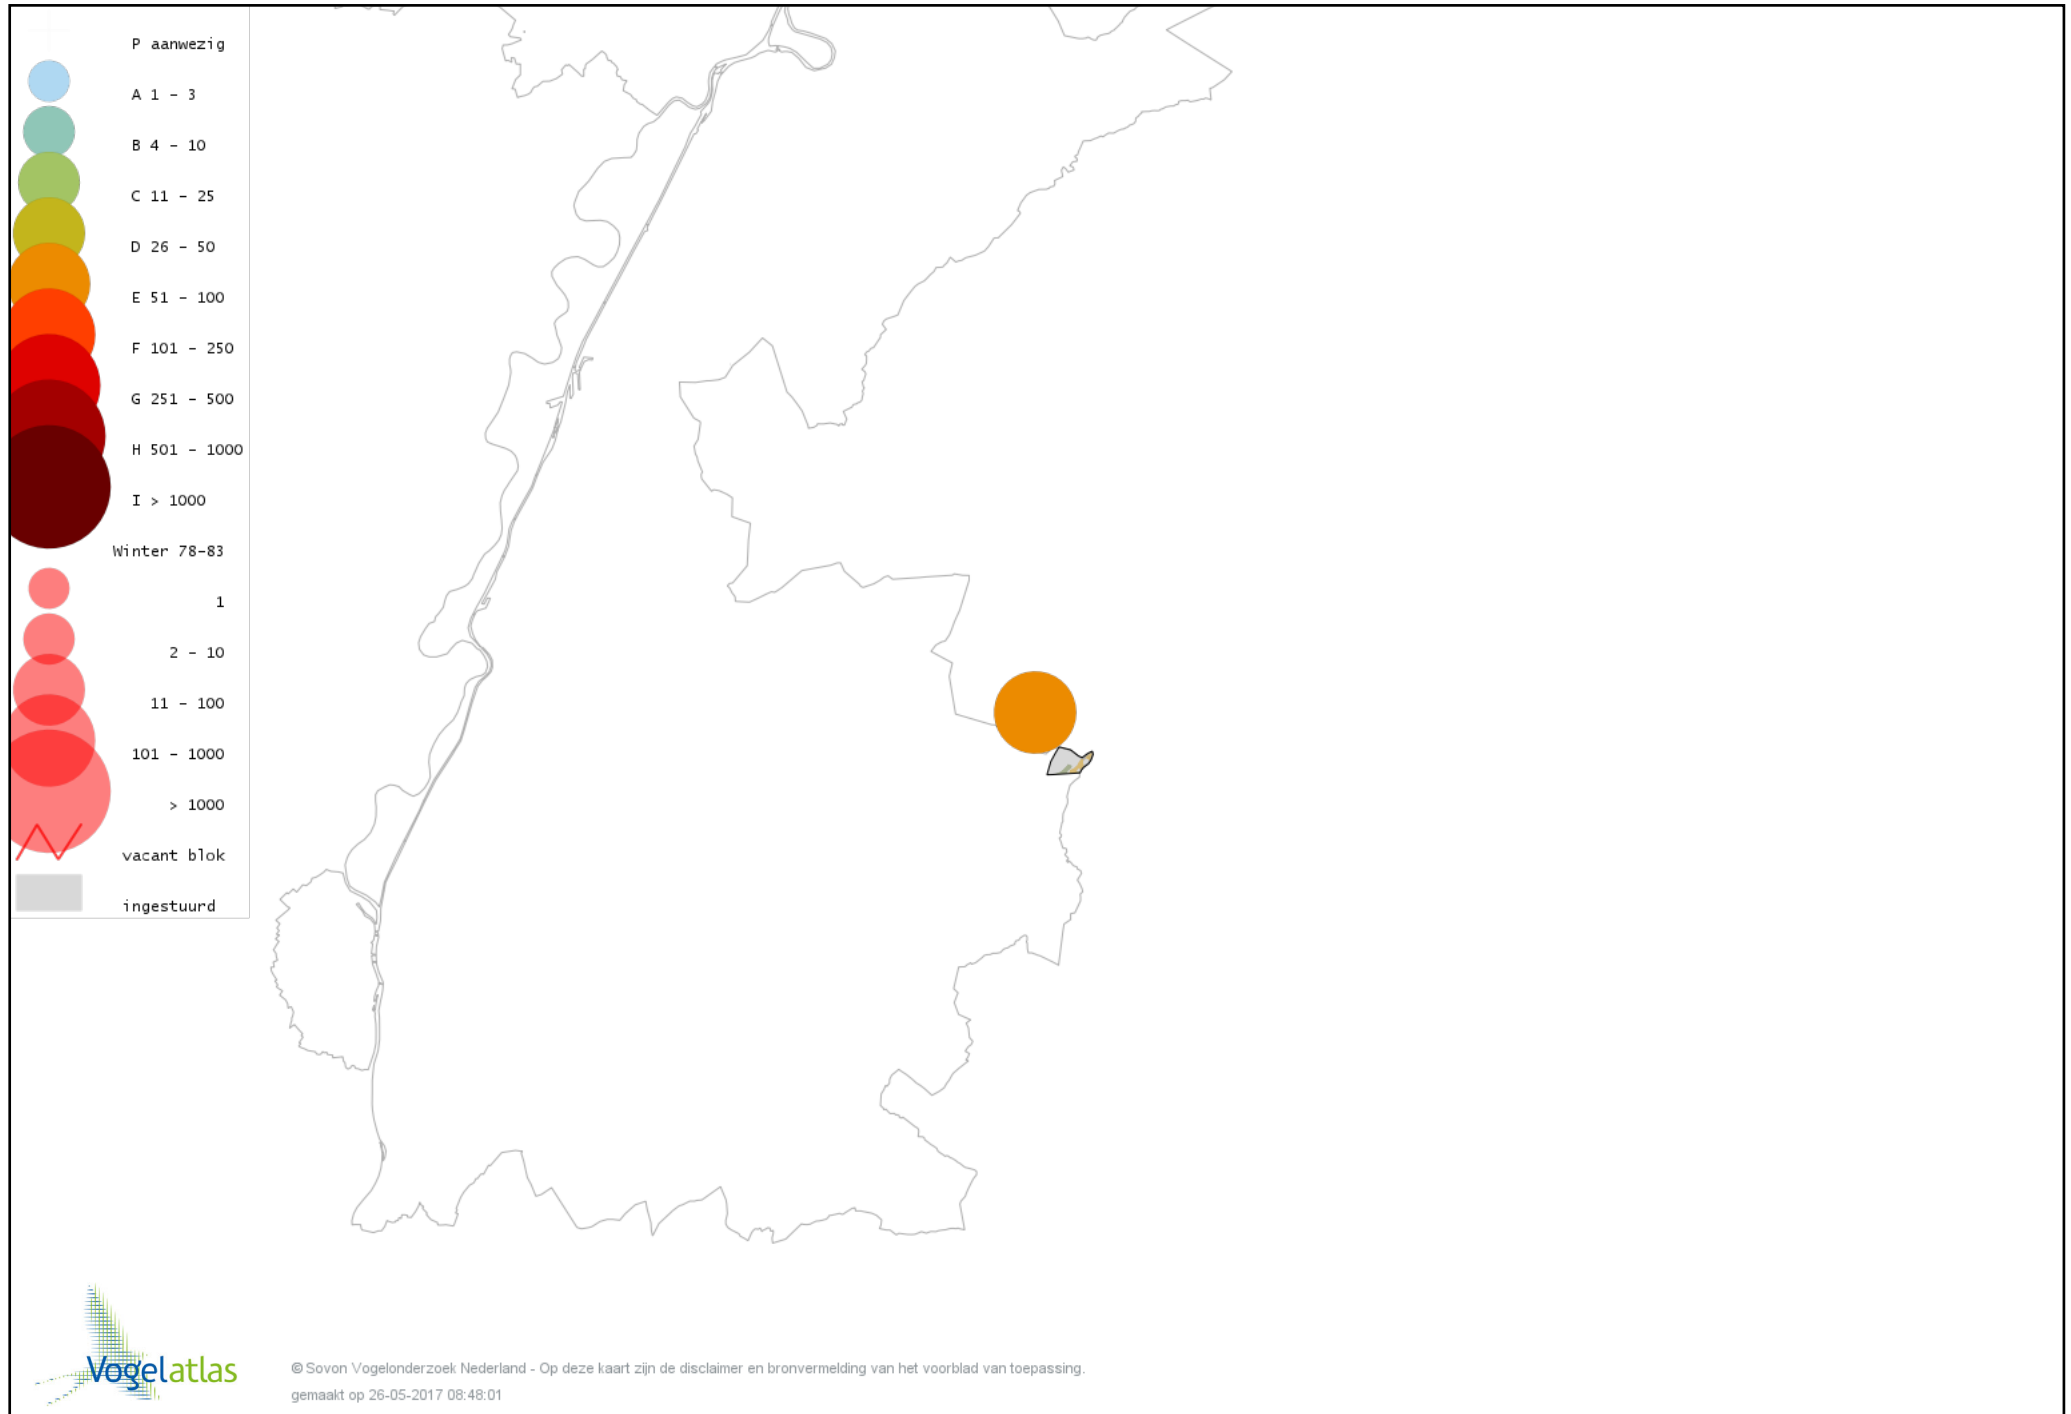 P aanwezig
A 1 - 3
B 4 - 10
C 11 - 25
D 26 - 50
E 51 - 100
F 101 - 250
G 251 - 500
H 501 - 1000
I > 1000
Winter 78-83
1
2 - 10
11 - 100
101 - 1000
> 1000
vacant blok
ingestuurd
Vogelatlas
© Sovon Vogelonderzoek Nederland - Op deze kaart zijn de disclaimer en bronvermelding van het voorblad van toepassing.
gemaakt op 26-05-2017 08:48:01